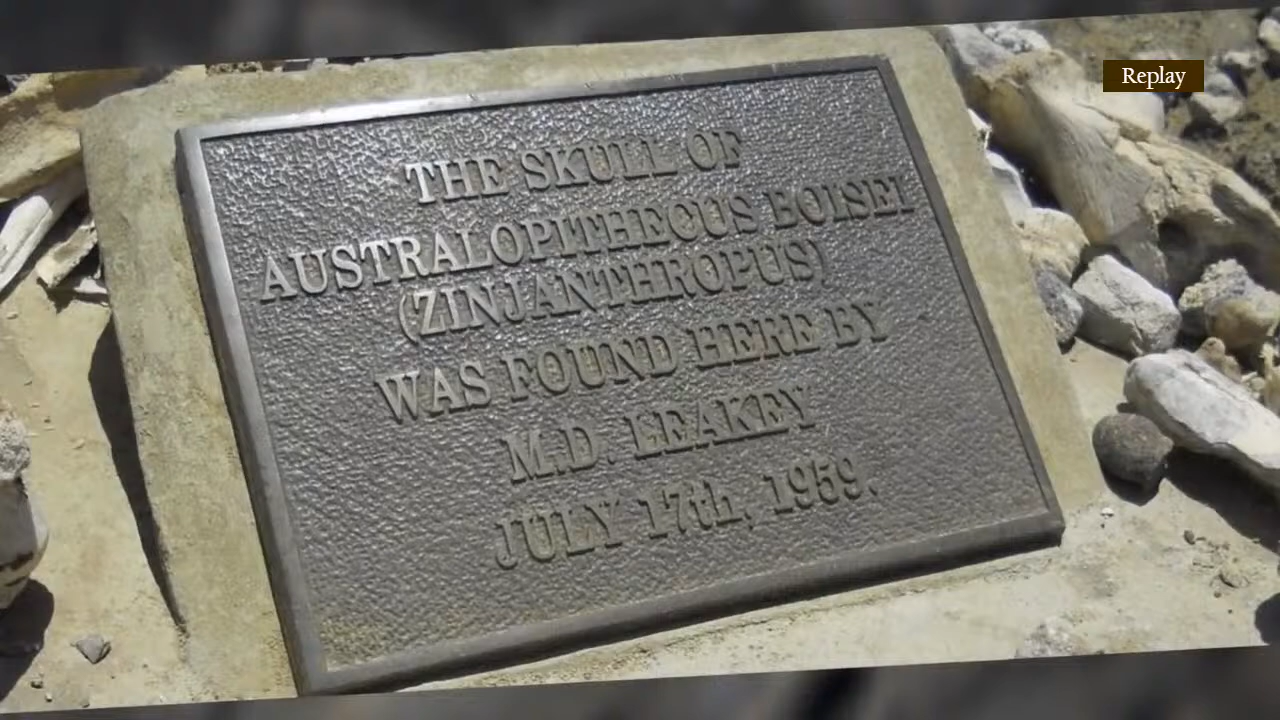 Replay
THE SKULL OF
AUSTRALOPITHECUS BOISEI
(ZINJANTHROPUS)
WAS FOUND HERE BY
M.D. LEAKEY
JULY 17th, 1959.